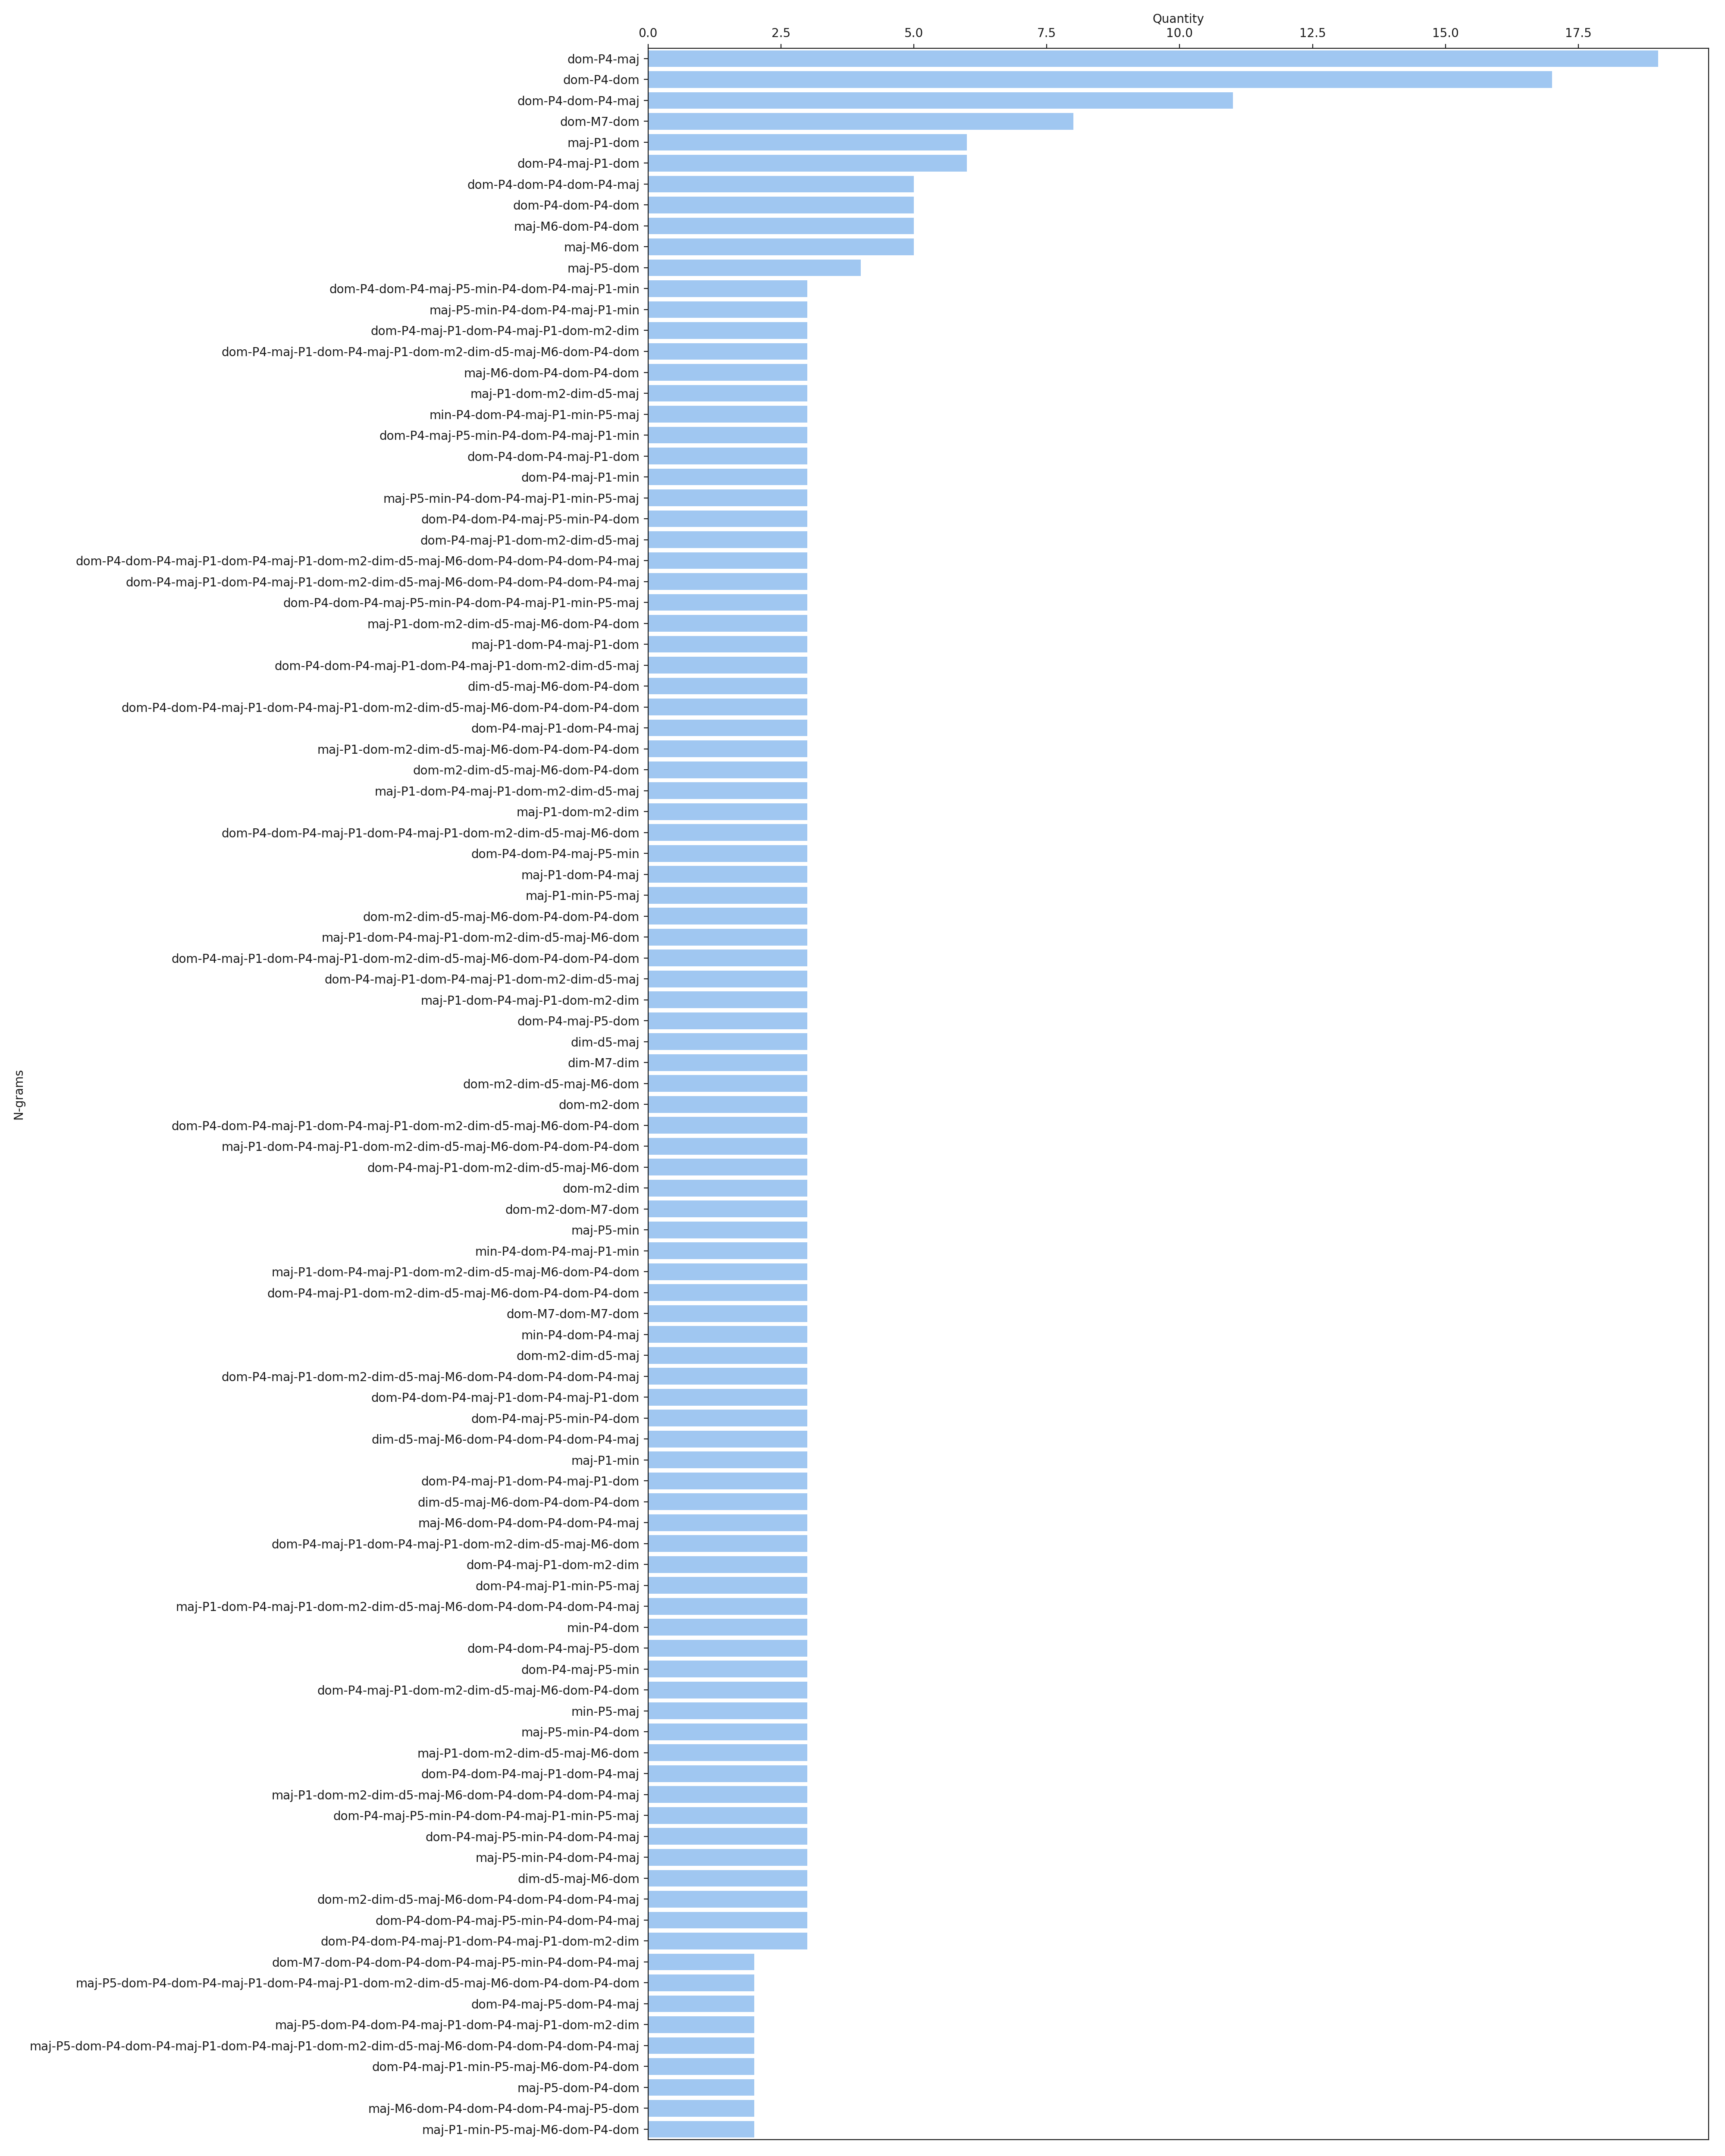 Quantity
0.0 2.5 5.0 7.5 10.0 12.5 15.0 17.5
dom-P4-maj
dom-P4-dom
dom-P4-dom-P4-maj
dom-M7-dom
maj-P1-dom
dom-P4-maj-P1-dom
dom-P4-dom-P4-dom-P4-maj
dom-P4-dom-P4-dom
maj-M6-dom-P4-dom
maj-M6-dom
maj-P5-dom
dom-P4-dom-P4-maj-P5-min-P4-dom-P4-maj-P1-min
maj-P5-min-P4-dom-P4-maj-P1-min
dom-P4-maj-P1-dom-P4-maj-P1-dom-m2-dim
dom-P4-maj-P1-dom-P4-maj-P1-dom-m2-dim-d5-maj-M6-dom-P4-dom
maj-M6-dom-P4-dom-P4-dom
maj-P1-dom-m2-dim-d5-maj
min-P4-dom-P4-maj-P1-min-P5-maj
dom-P4-maj-P5-min-P4-dom-P4-maj-P1-min
dom-P4-dom-P4-maj-P1-dom
dom-P4-maj-P1-min
maj-P5-min-P4-dom-P4-maj-P1-min-P5-maj
dom-P4-dom-P4-maj-P5-min-P4-dom
dom-P4-maj-P1-dom-m2-dim-d5-maj
dom-P4-dom-P4-maj-P1-dom-P4-maj-P1-dom-m2-dim-d5-maj-M6-dom-P4-dom-P4-dom-P4-maj
dom-P4-maj-P1-dom-P4-maj-P1-dom-m2-dim-d5-maj-M6-dom-P4-dom-P4-dom-P4-maj
dom-P4-dom-P4-maj-P5-min-P4-dom-P4-maj-P1-min-P5-maj
maj-P1-dom-m2-dim-d5-maj-M6-dom-P4-dom
maj-P1-dom-P4-maj-P1-dom
dom-P4-dom-P4-maj-P1-dom-P4-maj-P1-dom-m2-dim-d5-maj
dim-d5-maj-M6-dom-P4-dom
dom-P4-dom-P4-maj-P1-dom-P4-maj-P1-dom-m2-dim-d5-maj-M6-dom-P4-dom-P4-dom
dom-P4-maj-P1-dom-P4-maj
maj-P1-dom-m2-dim-d5-maj-M6-dom-P4-dom-P4-dom
dom-m2-dim-d5-maj-M6-dom-P4-dom
maj-P1-dom-P4-maj-P1-dom-m2-dim-d5-maj
maj-P1-dom-m2-dim
dom-P4-dom-P4-maj-P1-dom-P4-maj-P1-dom-m2-dim-d5-maj-M6-dom
dom-P4-dom-P4-maj-P5-min
maj-P1-dom-P4-maj
maj-P1-min-P5-maj
dom-m2-dim-d5-maj-M6-dom-P4-dom-P4-dom
maj-P1-dom-P4-maj-P1-dom-m2-dim-d5-maj-M6-dom
dom-P4-maj-P1-dom-P4-maj-P1-dom-m2-dim-d5-maj-M6-dom-P4-dom-P4-dom
dom-P4-maj-P1-dom-P4-maj-P1-dom-m2-dim-d5-maj
maj-P1-dom-P4-maj-P1-dom-m2-dim
dom-P4-maj-P5-dom
dim-d5-maj
dim-M7-dim
dom-m2-dim-d5-maj-M6-dom
dom-m2-dom
dom-P4-dom-P4-maj-P1-dom-P4-maj-P1-dom-m2-dim-d5-maj-M6-dom-P4-dom
maj-P1-dom-P4-maj-P1-dom-m2-dim-d5-maj-M6-dom-P4-dom-P4-dom
dom-P4-maj-P1-dom-m2-dim-d5-maj-M6-dom
dom-m2-dim
dom-m2-dom-M7-dom
maj-P5-min
min-P4-dom-P4-maj-P1-min
maj-P1-dom-P4-maj-P1-dom-m2-dim-d5-maj-M6-dom-P4-dom
dom-P4-maj-P1-dom-m2-dim-d5-maj-M6-dom-P4-dom-P4-dom
dom-M7-dom-M7-dom
min-P4-dom-P4-maj
dom-m2-dim-d5-maj
dom-P4-maj-P1-dom-m2-dim-d5-maj-M6-dom-P4-dom-P4-dom-P4-maj
dom-P4-dom-P4-maj-P1-dom-P4-maj-P1-dom
dom-P4-maj-P5-min-P4-dom
dim-d5-maj-M6-dom-P4-dom-P4-dom-P4-maj
maj-P1-min
dom-P4-maj-P1-dom-P4-maj-P1-dom
dim-d5-maj-M6-dom-P4-dom-P4-dom
maj-M6-dom-P4-dom-P4-dom-P4-maj
dom-P4-maj-P1-dom-P4-maj-P1-dom-m2-dim-d5-maj-M6-dom
dom-P4-maj-P1-dom-m2-dim
dom-P4-maj-P1-min-P5-maj
maj-P1-dom-P4-maj-P1-dom-m2-dim-d5-maj-M6-dom-P4-dom-P4-dom-P4-maj
min-P4-dom
dom-P4-dom-P4-maj-P5-dom
dom-P4-maj-P5-min
dom-P4-maj-P1-dom-m2-dim-d5-maj-M6-dom-P4-dom
min-P5-maj
maj-P5-min-P4-dom
maj-P1-dom-m2-dim-d5-maj-M6-dom
dom-P4-dom-P4-maj-P1-dom-P4-maj
maj-P1-dom-m2-dim-d5-maj-M6-dom-P4-dom-P4-dom-P4-maj
dom-P4-maj-P5-min-P4-dom-P4-maj-P1-min-P5-maj
dom-P4-maj-P5-min-P4-dom-P4-maj
maj-P5-min-P4-dom-P4-maj
dim-d5-maj-M6-dom
dom-m2-dim-d5-maj-M6-dom-P4-dom-P4-dom-P4-maj
dom-P4-dom-P4-maj-P5-min-P4-dom-P4-maj
dom-P4-dom-P4-maj-P1-dom-P4-maj-P1-dom-m2-dim
dom-M7-dom-P4-dom-P4-dom-P4-maj-P5-min-P4-dom-P4-maj
maj-P5-dom-P4-dom-P4-maj-P1-dom-P4-maj-P1-dom-m2-dim-d5-maj-M6-dom-P4-dom-P4-dom
dom-P4-maj-P5-dom-P4-maj
maj-P5-dom-P4-dom-P4-maj-P1-dom-P4-maj-P1-dom-m2-dim
maj-P5-dom-P4-dom-P4-maj-P1-dom-P4-maj-P1-dom-m2-dim-d5-maj-M6-dom-P4-dom-P4-dom-P4-maj
dom-P4-maj-P1-min-P5-maj-M6-dom-P4-dom
maj-P5-dom-P4-dom
maj-M6-dom-P4-dom-P4-dom-P4-maj-P5-dom
maj-P1-min-P5-maj-M6-dom-P4-dom
N-grams